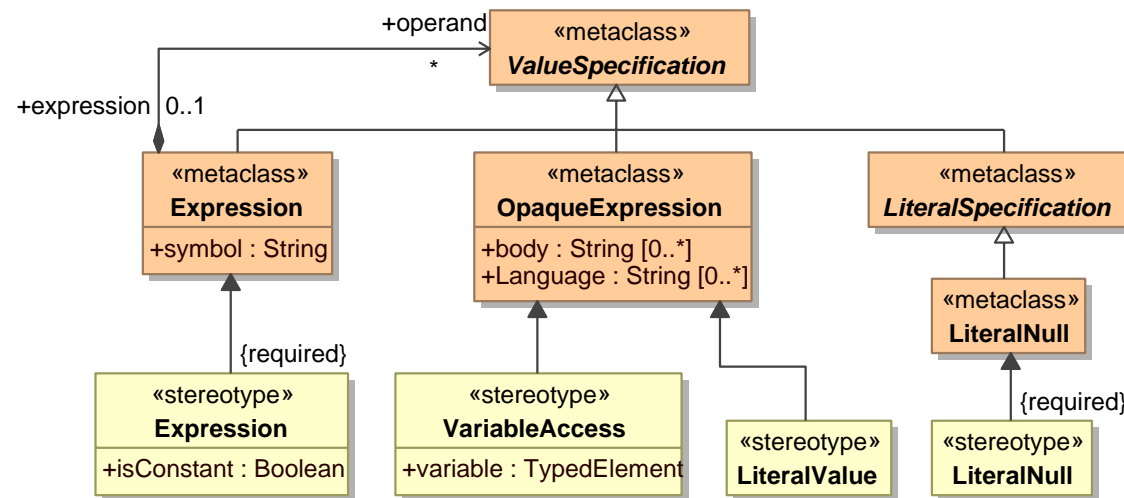 +operand
*
+expression 0..1
«metaclass»
ValueSpecification
«metaclass»
Expression
+symbol : String
«metaclass»
OpaqueExpression
+body : String [0..*]
+Language : String [0..*]
«metaclass»
LiteralSpecification
«metaclass»
LiteralNull
{required}
{required}
«stereotype»
Expression
+isConstant : Boolean
«stereotype»
VariableAccess
+variable : TypedElement
«stereotype»
LiteralValue
«stereotype»
LiteralNull